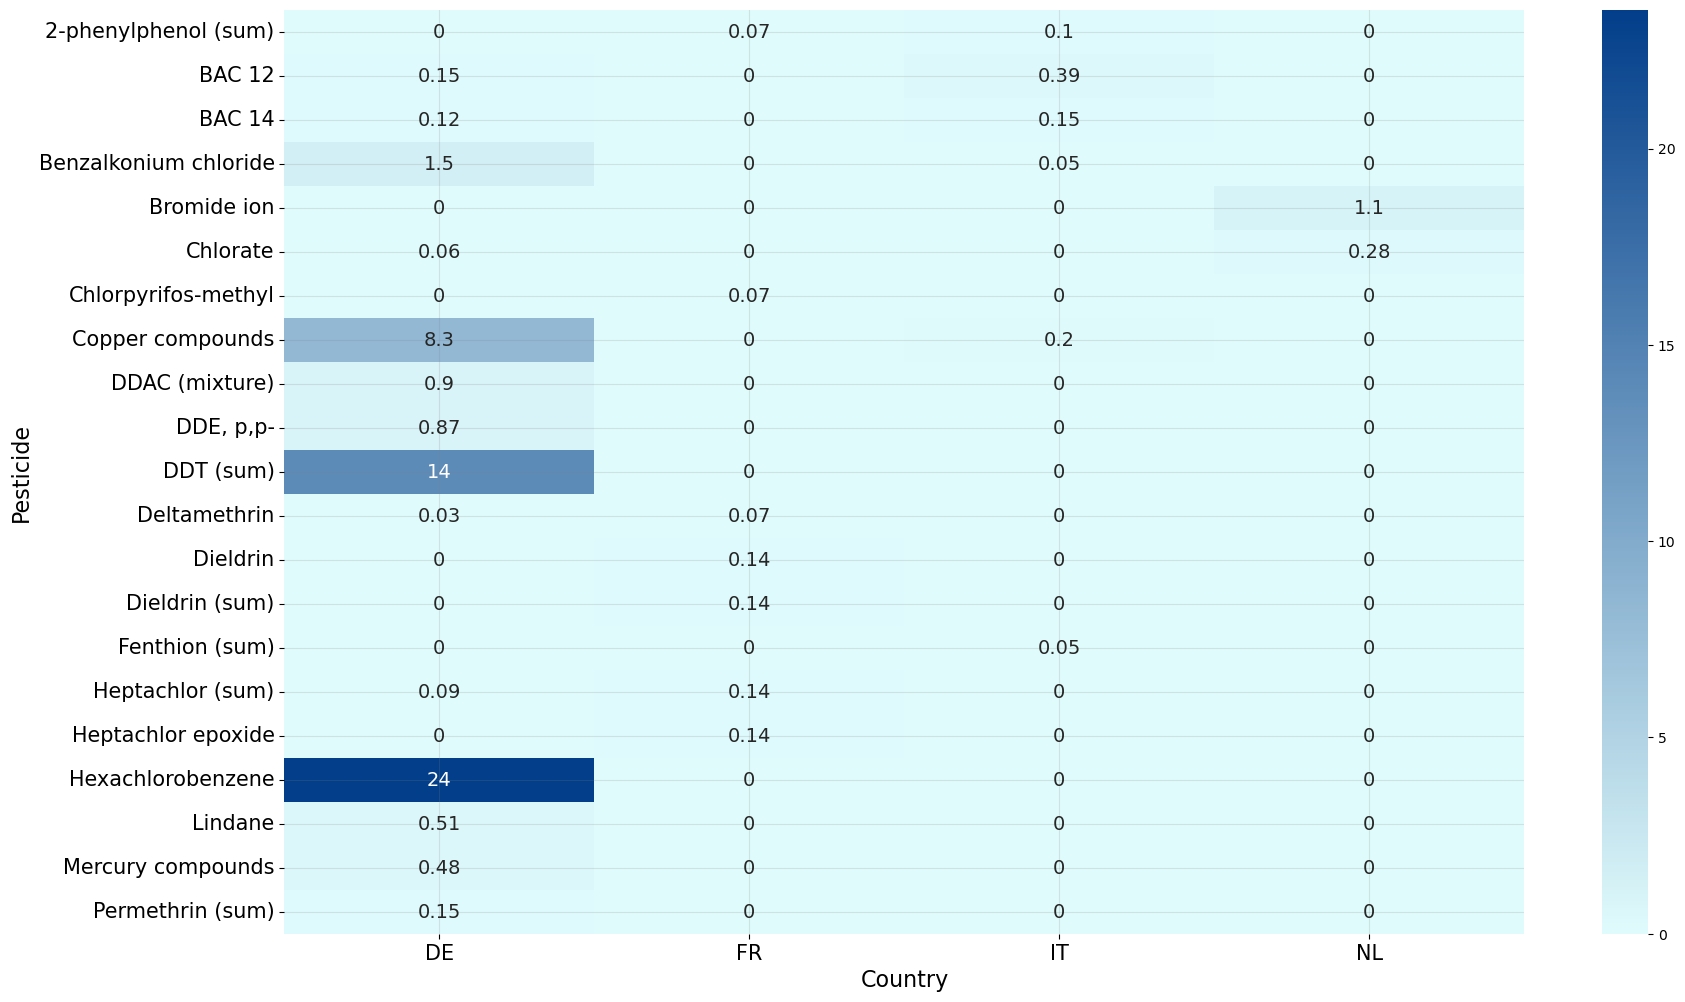 2-phenylphenol (sum) 0 0.07 0.1 0
BAC 12 0.15 0 0.39 0
BAC 14 0.12 0 0.15 0
Benzalkonium chloride 1.5 0 0.05 0
20
Bromide ion 0 0 0 1.1
Chlorate 0.06 0 0 0.28
Chlorpyrifos-methyl 0 0.07 0 0
Copper compounds 8.3 0 0.2 0
15
DDAC (mixture) 0.9 0 0 0
DDE, p,p- 0.87 0 0 0
Pesticide
DDT (sum) 14 0 0 0
Deltamethrin 0.03 0.07 0 0
10
Dieldrin 0 0.14 0 0
Dieldrin (sum) 0 0.14 0 0
Fenthion (sum) 0 0 0.05 0
Heptachlor (sum) 0.09 0.14 0 0
Heptachlor epoxide 0 0.14 0 0
5
Hexachlorobenzene 24 0 0 0
Lindane 0.51 0 0 0
Mercury compounds 0.48 0 0 0
Permethrin (sum) 0.15 0 0 0
0
DE FR IT NL
Country